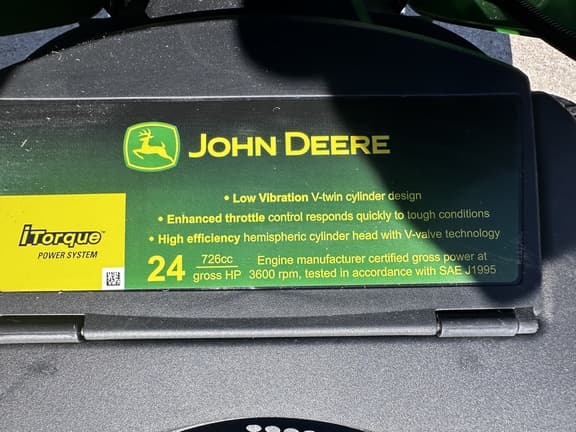 JOHN DEERE
• Low Vibration V-twin cylinder design
• Enhanced throttle control responds quickly to tough conditions
• High efficiency hemispheric cylinder head with V-valve technology
iTorque™
POWER SYSTEM
24 726cc gross HP
Engine manufacturer certified gross power at
3600 rpm, tested in accordance with SAE J1995